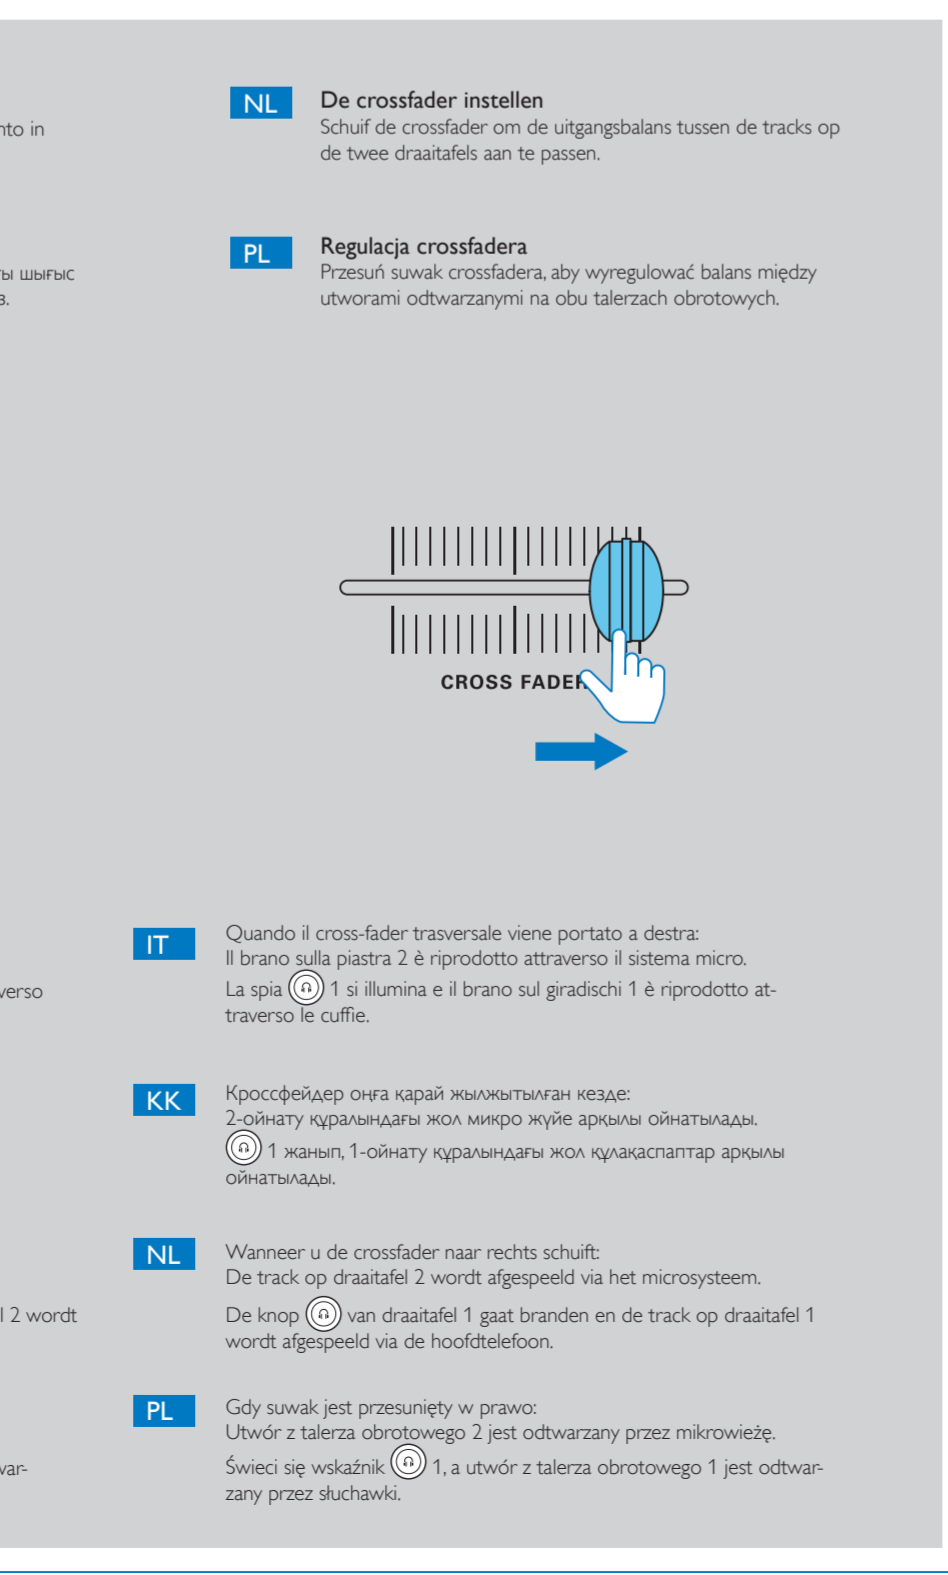 nto in
ты шығыс
з.
NL De crossfader instellen
Schuif de crossfader om de uitgangsbalans tussen de tracks op
de twee draaitafels aan te passen.
PL Regulacja crossfadera
Przesuń suwak crossfadera, aby wyregulować balans między
utworami odtwarzanymi na obu talerzach obrotowych.
CROSS FADER
verso
l 2 wordt
var-
IT Quando il cross-fader trasversale viene portato a destra:
Il brano sulla piastra 2 è riprodotto attraverso il sistema micro.
La spia 1 si illumina e il brano sul giradischi 1 è riprodotto at-
traverso le cuffie.
KK Кроссфейдер оңға қарай жылжытылған кезде:
2-ойнату құралындағы жол микро жүйе арқылы ойнатылады.
1 жанып, 1-ойнату құралындағы жол құлақаспаптар арқылы
ойнатылады.
NL Wanneer u de crossfader naar rechts schuift:
De track op draaitafel 2 wordt afgespeeld via het microsysteem.
De knop van draaitafel 1 gaat branden en de track op draaitafel 1
wordt afgespeeld via de hoofdtelefoon.
PL Gdy suwak jest przesunięty w prawo:
Utwór z talerza obrotowego 2 jest odtwarzany przez mikrowieżę.
Świeci się wskaźnik 1, a utwór z talerza obrotowego 1 jest odtwar-
zany przez słuchawki.